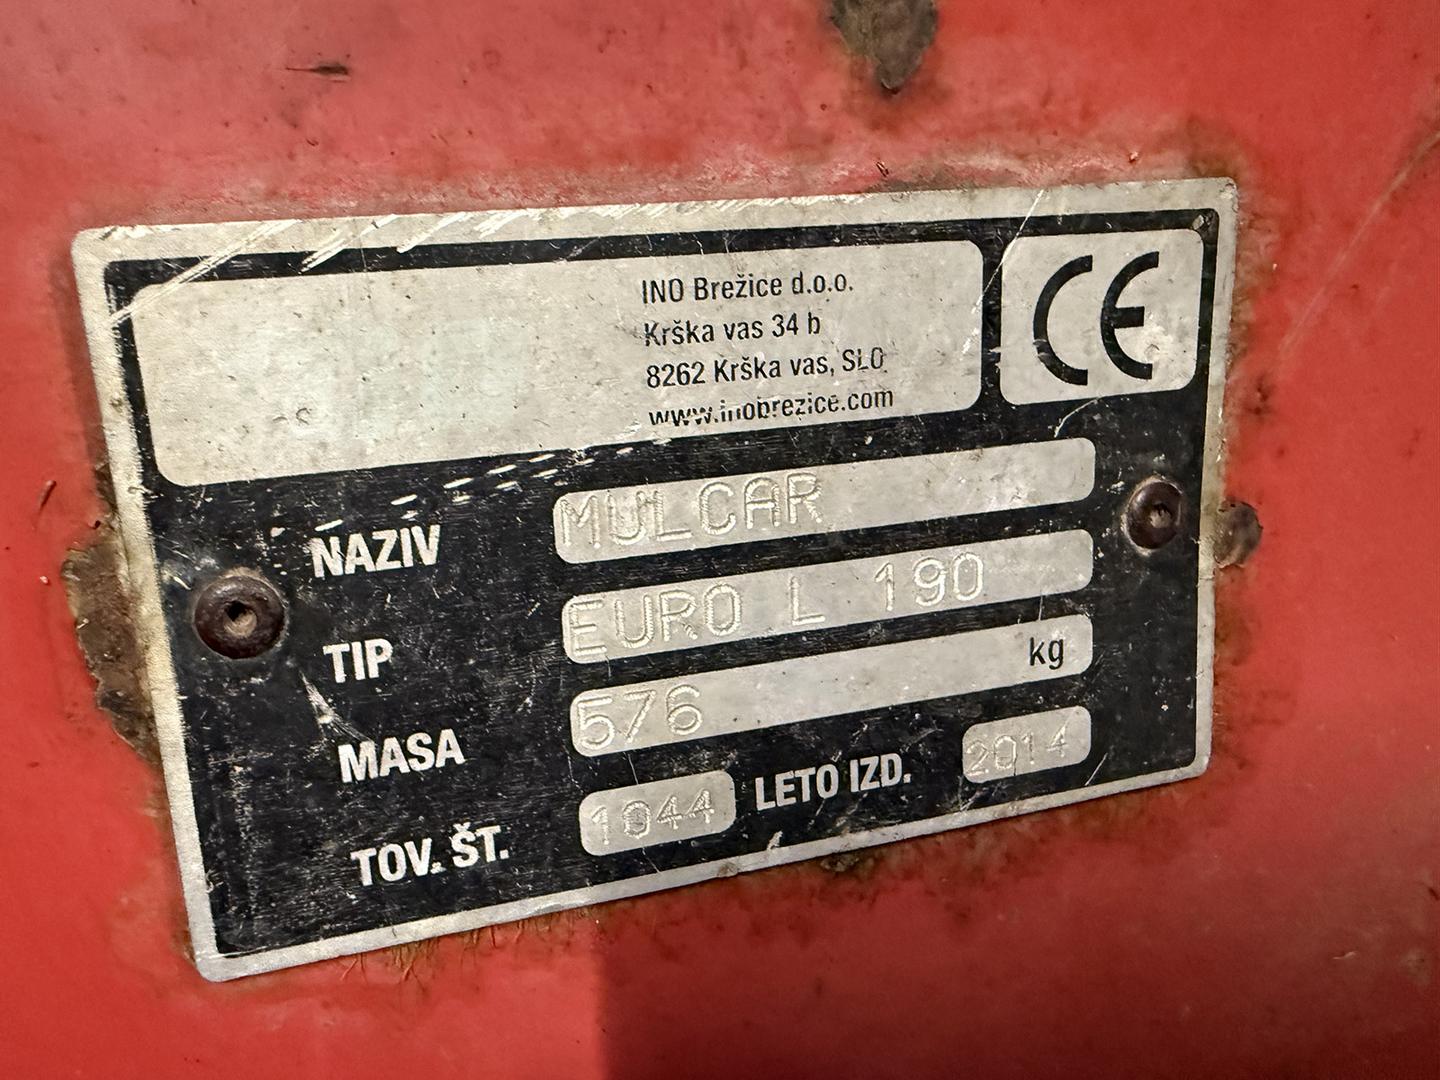 INO Brežice d.o.o.
Krška vas 34 b
8262 Krška vas, SLO
www.inobrezice.com
CE
NAZIV MULCAR
TIP EURO L 190
MASA 576 kg
TOV. ŠT. 1044 LETO IZD. 2014